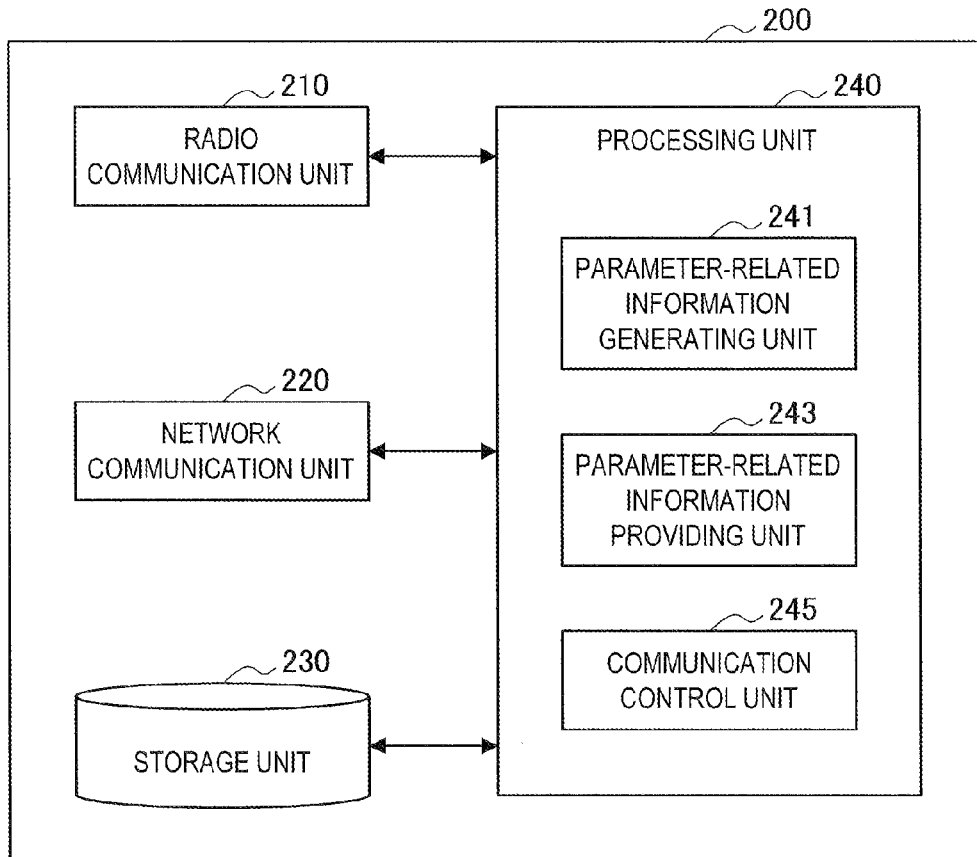 200
210
RADIO
COMMUNICATION UNIT
220
NETWORK
COMMUNICATION UNIT
230
STORAGE UNIT
240
PROCESSING UNIT
241
PARAMETER-RELATED
INFORMATION
GENERATING UNIT
243
PARAMETER-RELATED
INFORMATION
PROVIDING UNIT
245
COMMUNICATION
CONTROL UNIT